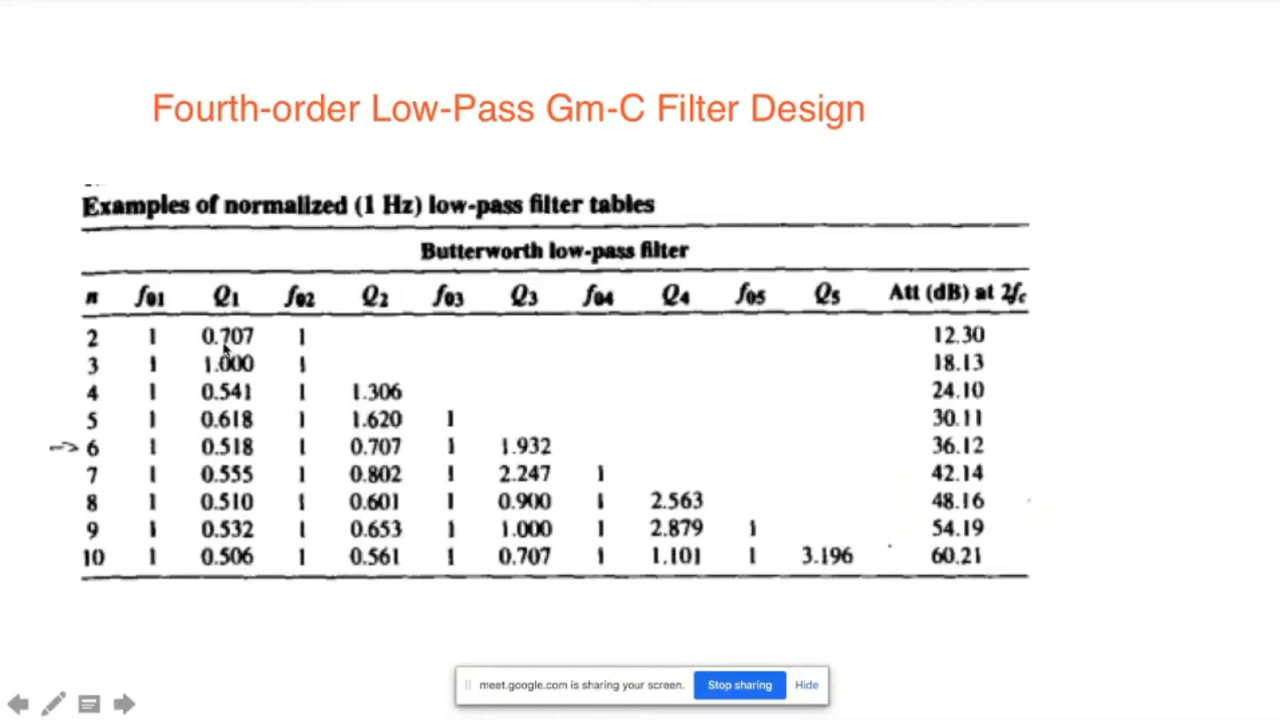 Fourth-order Low-Pass Gm-C Filter Design
Examples of normalized (1 Hz) low-pass filter tables
Butterworth low-pass filter
n f01 Q1 f02 Q2 f03 Q3 f04 Q4 f05 Q5 Att (dB) at 2fc
2 1 0.707 1 12.30
3 1 1.000 1 18.13
4 1 0.541 1 1.306 24.10
5 1 0.618 1 1.620 1 30.11
6 1 0.518 1 0.707 1 1.932 36.12
7 1 0.555 1 0.802 1 2.247 1 42.14
8 1 0.510 1 0.601 1 0.900 1 2.563 48.16
9 1 0.532 1 0.653 1 1.000 1 2.879 1 54.19
10 1 0.506 1 0.561 1 0.707 1 1.101 1 3.196 60.21
meet.google.com is sharing your screen. Stop sharing Hide